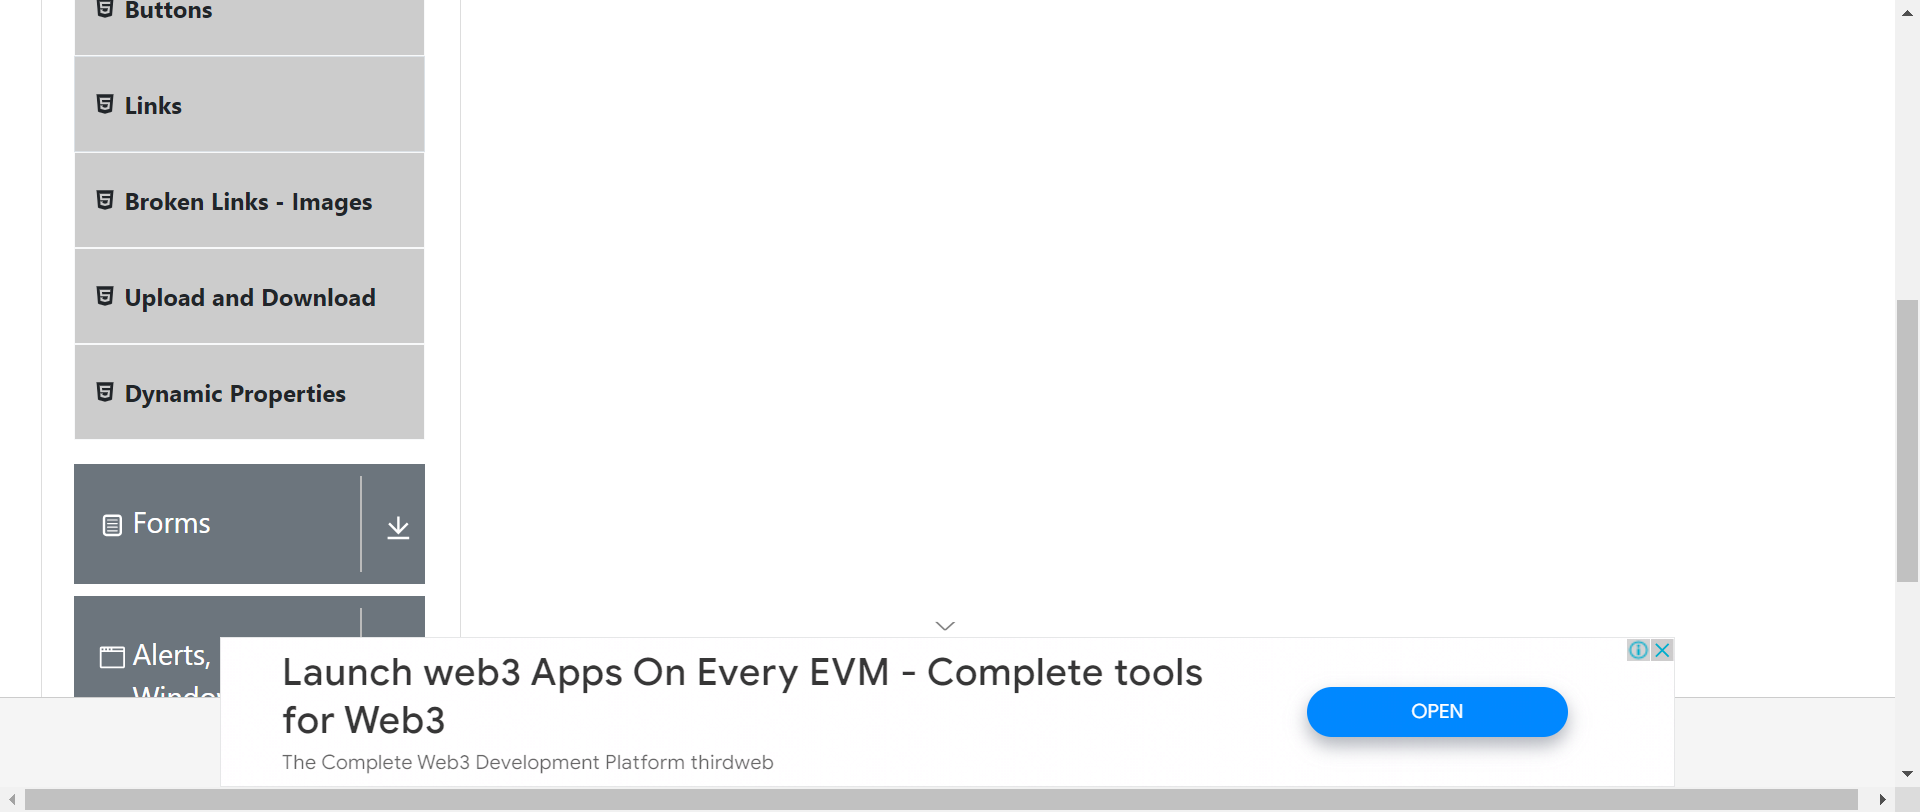 Buttons
Links
Broken Links - Images
Upload and Download
Dynamic Properties
Forms
Alerts,
Launch web3 Apps On Every EVM - Complete tools
for Web3
The Complete Web3 Development Platform thirdweb
OPEN